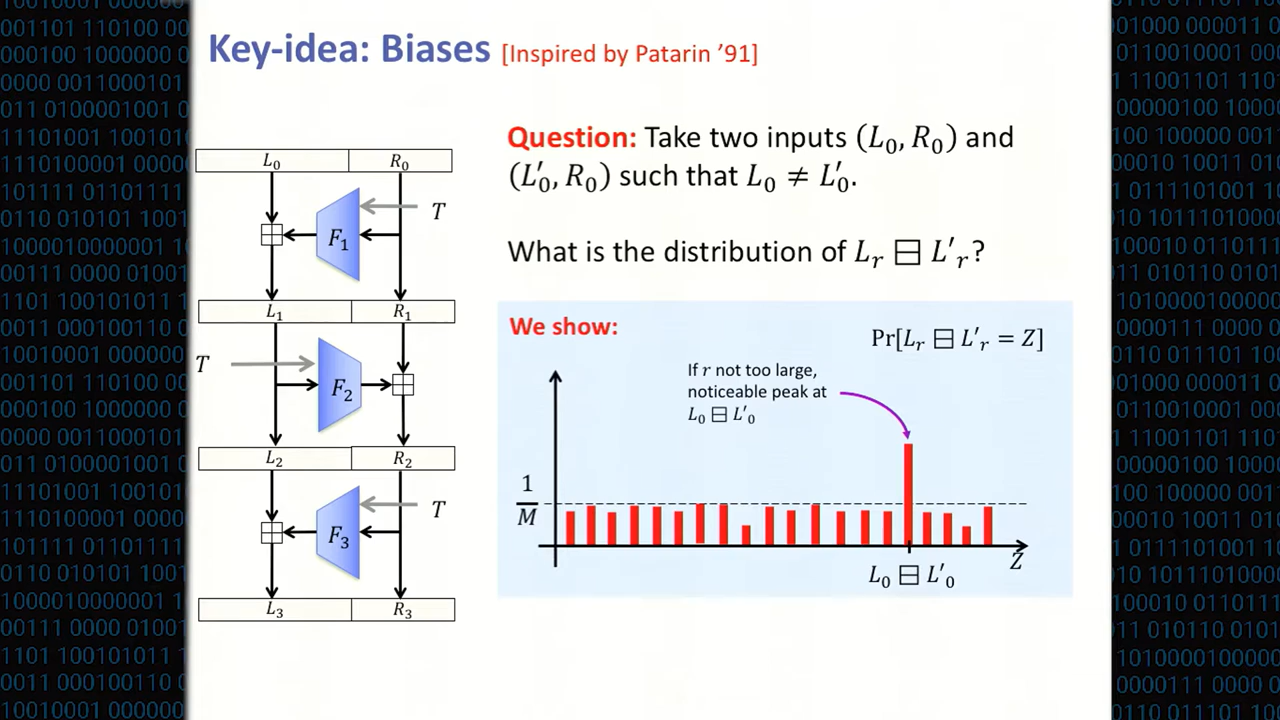 Key-idea: Biases [Inspired by Patarin ’91]
L₀ R₀
F₁ T
L₁ R₁
T F₂
L₂ R₂
F₃ T
L₃ R₃
Question: Take two inputs (L₀, R₀) and
(L′₀, R₀) such that L₀ ≠ L′₀.
What is the distribution of Lᵣ ⊟ L′ᵣ?
We show:
Pr[Lᵣ ⊟ L′ᵣ = Z]
If r not too large,
noticeable peak at
L₀ ⊟ L′₀
1
M
Z
L₀ ⊟ L′₀